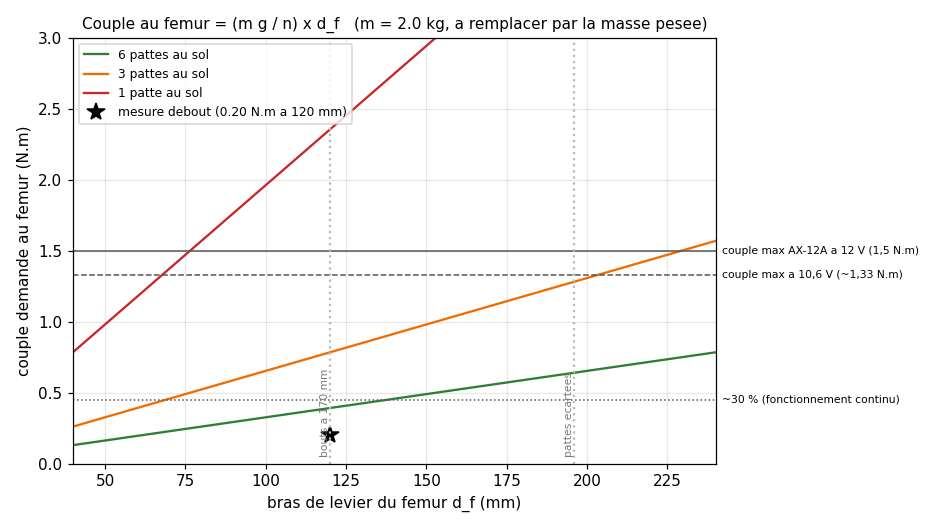 Couple au femur = (m g / n) x d_f   (m = 2.0 kg, a remplacer par la masse pesee)
6 pattes au sol
3 pattes au sol
1 patte au sol
mesure debout (0.20 N.m a 120 mm)
couple demande au femur (N.m)
3.0
2.5
2.0
1.5
1.0
0.5
0.0
couple max AX-12A a 12 V (1,5 N.m)
couple max a 10,6 V (~1,33 N.m)
~30 % (fonctionnement continu)
a 170 mm
pattes ecartees
50
75
100
125
150
175
200
225
bras de levier du femur d_f (mm)